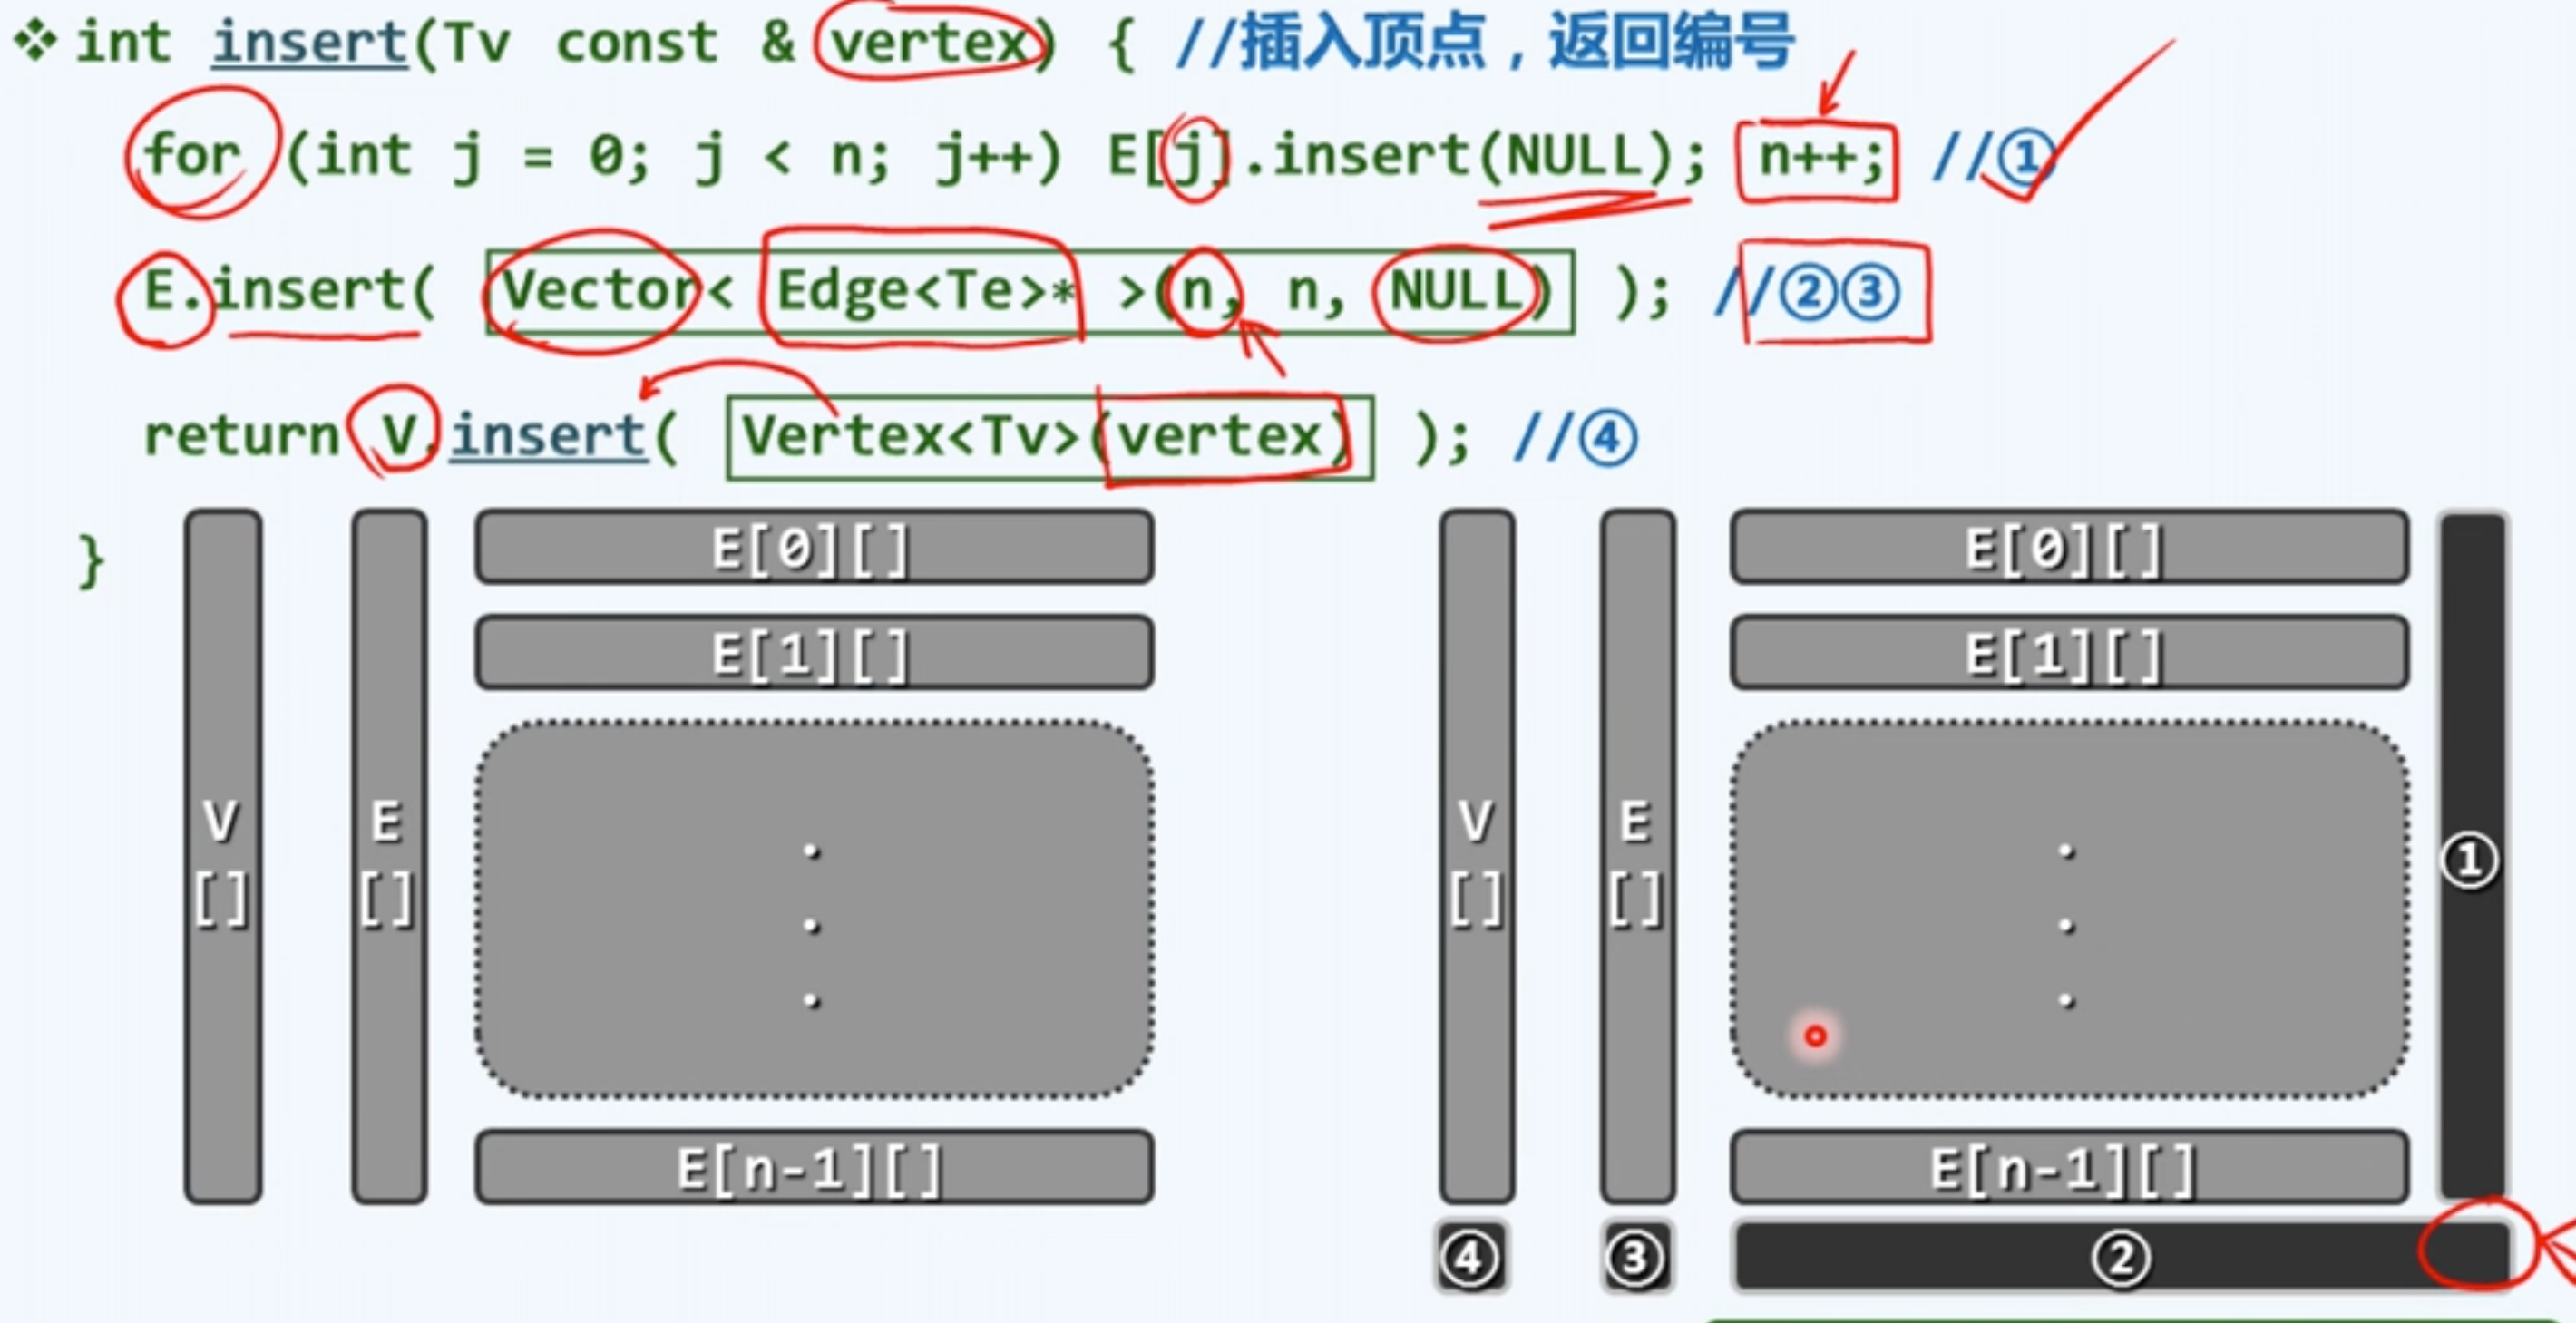 ❖ int insert(Tv const & vertex) { //插入顶点，返回编号
for (int j = 0; j < n; j++) E[j].insert(NULL); n++; //①
E.insert( Vector< Edge<Te>* >(n, n, NULL) ); //②③
return V.insert( Vertex<Tv>(vertex) ); //④
}
V
[]
E
[]
E[0][]
E[1][]
E[n-1][]
V
[]
E
[]
E[0][]
E[1][]
E[n-1][]
①
④
③
②